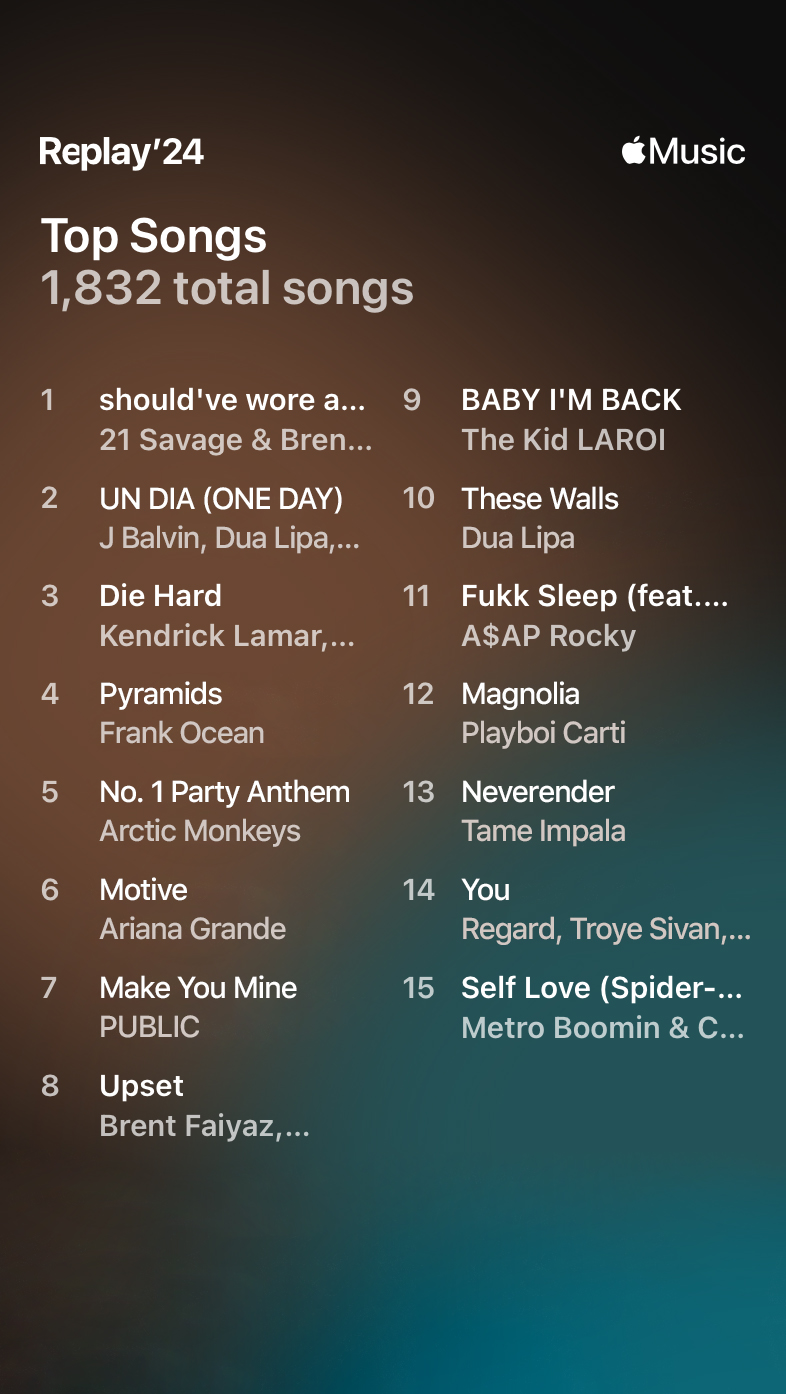 Replay'24
Music
Top Songs
1,832 total songs
1 should've wore a...
21 Savage & Bren...
2 UN DIA (ONE DAY)
J Balvin, Dua Lipa,...
3 Die Hard
Kendrick Lamar,...
4 Pyramids
Frank Ocean
5 No. 1 Party Anthem
Arctic Monkeys
6 Motive
Ariana Grande
7 Make You Mine
PUBLIC
8 Upset
Brent Faiyaz,...
9 BABY I'M BACK
The Kid LAROI
10 These Walls
Dua Lipa
11 Fukk Sleep (feat....
A$AP Rocky
12 Magnolia
Playboi Carti
13 Neverender
Tame Impala
14 You
Regard, Troye Sivan,...
15 Self Love (Spider-...
Metro Boomin & C...